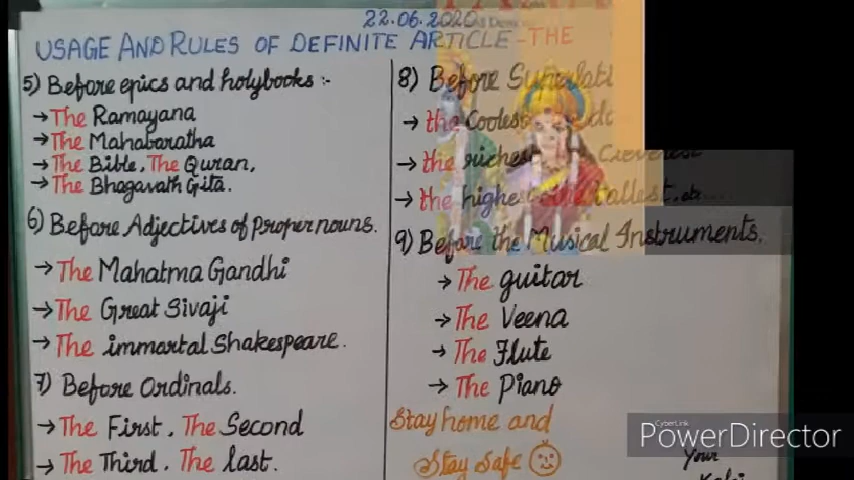 22.06.2020
USAGE AND RULES OF DEFINITE ARTICLE - THE
5) Before epics and holybooks :-
→ The Ramayana
→ The Mahabaratha
→ The Bible, The Quran,
→ The Bhagavath Gita.
6) Before Adjectives of Proper nouns.
→ The Mahatma Gandhi
→ The Great Sivaji
→ The immortal Shakespeare.
7) Before Ordinals.
→ The First, The Second
→ The Third, The last.
8) Before
→ the Coolest
→ the
→ the highest tallest. etc
9) Before the Musical Instruments.
→ The guitar
→ The Veena
→ The Flute
→ The Piano
Stay home and
Stay Safe
Your
CyberLink
PowerDirector